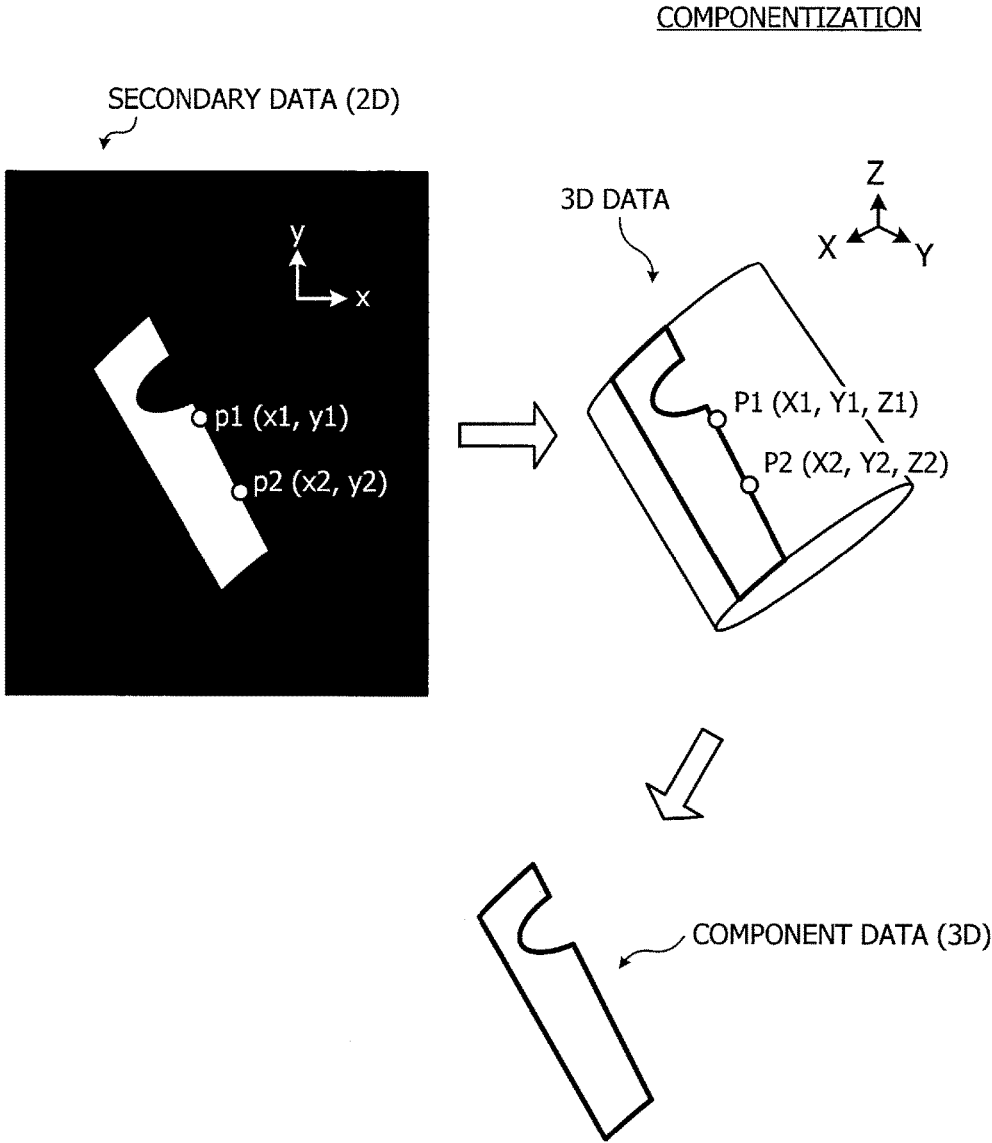 COMPONENTIZATION
SECONDARY DATA (2D)
3D DATA
Z
X
Y
y
x
p1 (x1, y1)
p2 (x2, y2)
P1 (X1, Y1, Z1)
P2 (X2, Y2, Z2)
COMPONENT DATA (3D)